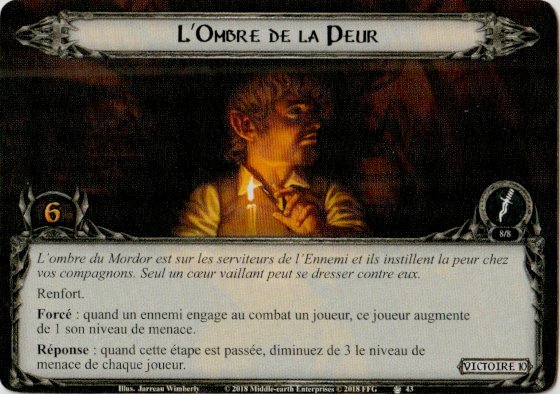 L'Ombre de la Peur
6
8/8
L'ombre du Mordor est sur les serviteurs de l'Ennemi et ils instillent la peur chez
vos compagnons. Seul un cœur vaillant peut se dresser contre eux.
Renfort.
Forcé : quand un ennemi engage au combat un joueur, ce joueur augmente
de 1 son niveau de menace.
Réponse : quand cette étape est passée, diminuez de 3 le niveau de
menace de chaque joueur.
VICTOIRE 10
Illus. Jarreau Wimberly © 2018 Middle-earth Enterprises © 2018 FFG 43